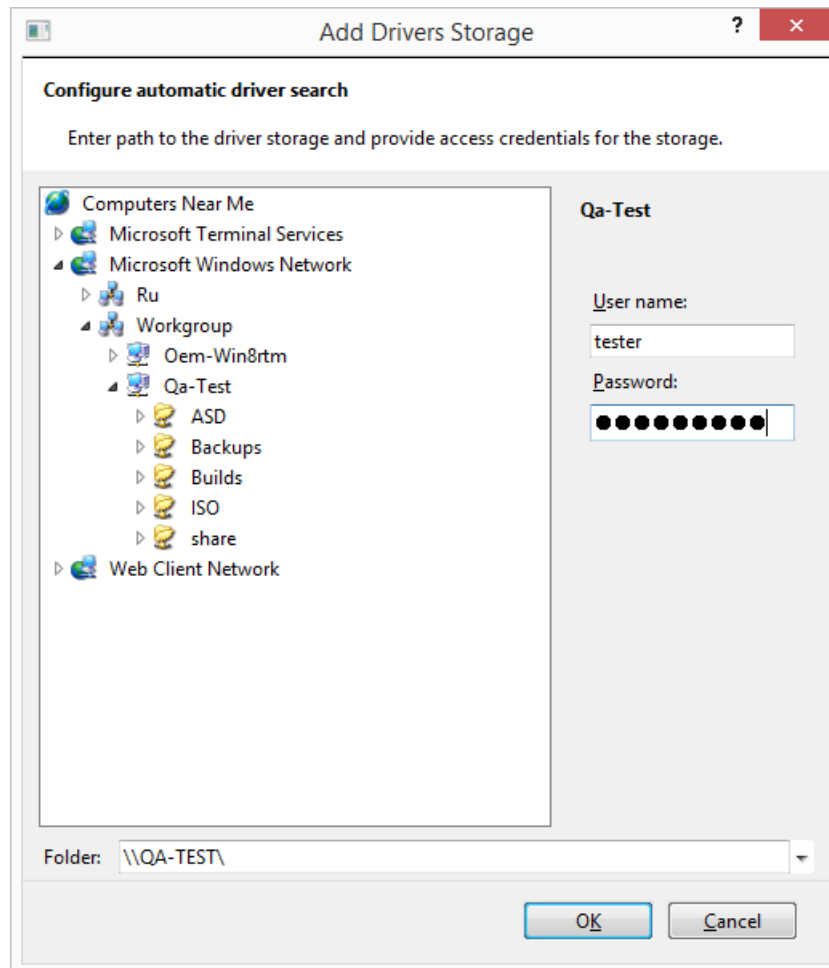 Add Drivers Storage
?
Configure automatic driver search
Enter path to the driver storage and provide access credentials for the storage.
Computers Near Me
Microsoft Terminal Services
Microsoft Windows Network
Ru
Workgroup
Oem-Win8rtm
Qa-Test
ASD
Backups
Builds
ISO
share
Web Client Network
Qa-Test
User name:
tester
Password:
●●●●●●●●●
Folder: \\QA-TEST\
OK Cancel